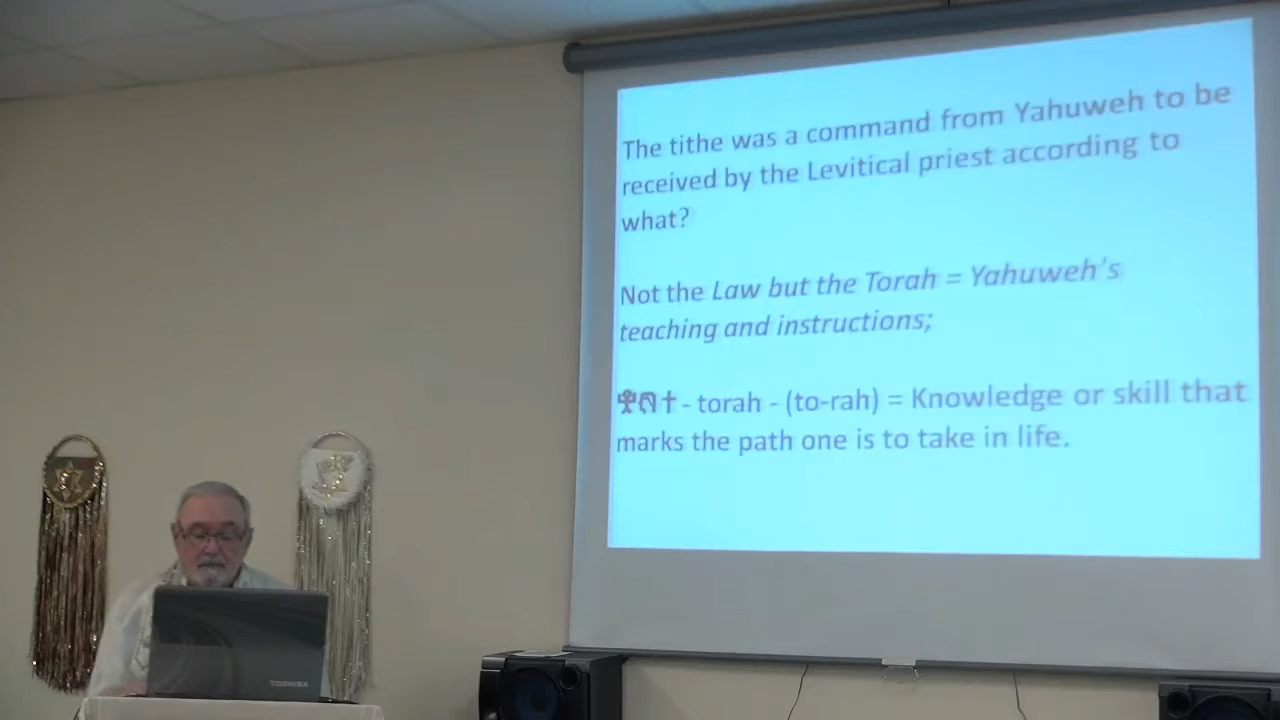 The tithe was a command from Yahuweh to be
received by the Levitical priest according to
what?
Not the Law but the Torah = Yahuweh's
teaching and instructions;
- torah - (to-rah) = Knowledge or skill that
marks the path one is to take in life.
TOSHIBA